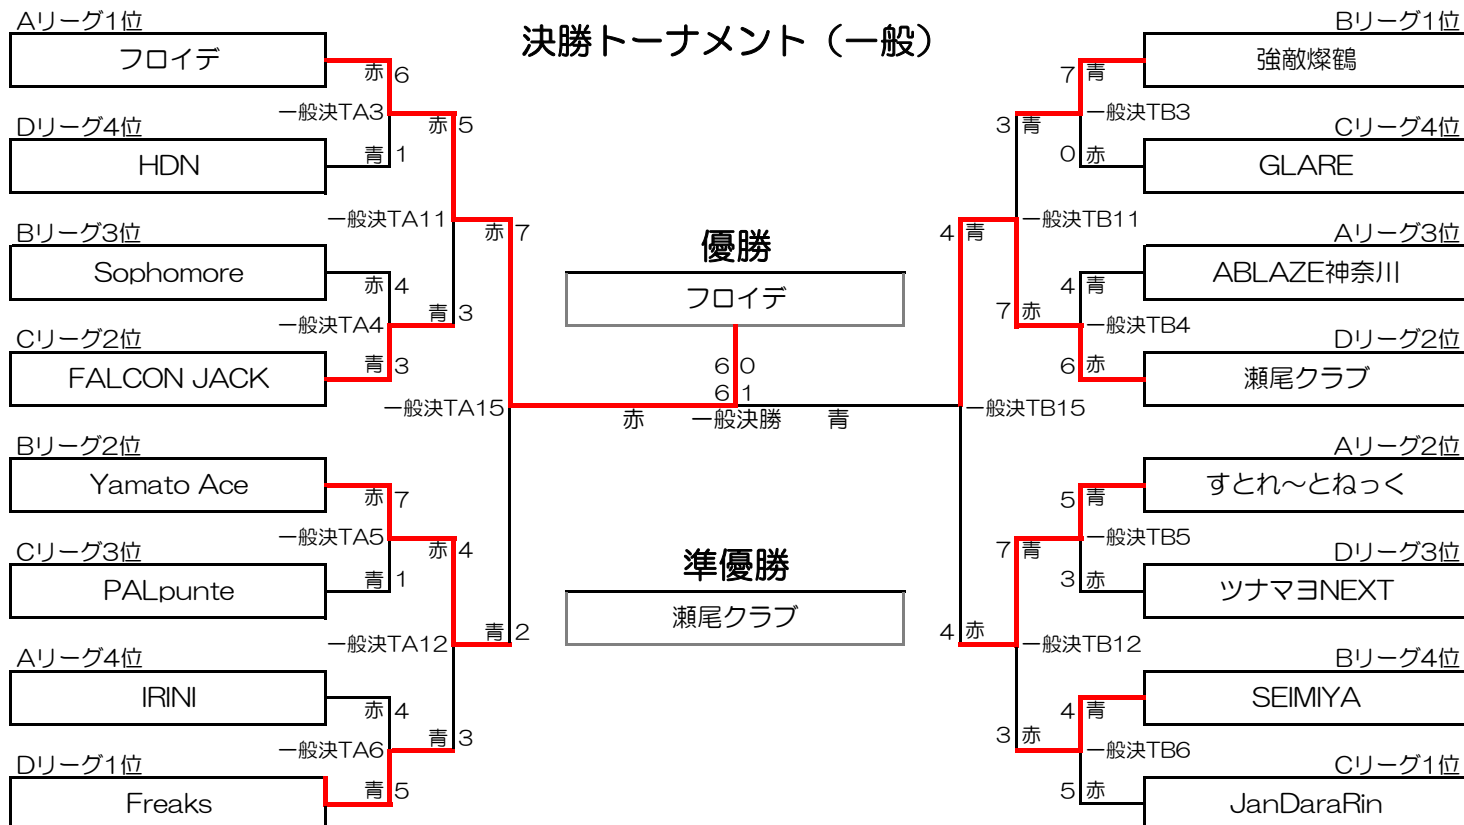 決勝トーナメント（一般）
Aリーグ1位
フロイデ
赤 6
一般決TA3
Dリーグ4位
HDN
青 1
赤 5
一般決TA11
Bリーグ3位
Sophomore
赤 4
一般決TA4
Cリーグ2位
FALCON JACK
青 3
青 3
赤 7
一般決TA15
Bリーグ2位
Yamato Ace
赤 7
一般決TA5
Cリーグ3位
PALpunte
青 1
赤 4
一般決TA12
青 2
Aリーグ4位
IRINI
赤 4
一般決TA6
Dリーグ1位
Freaks
青 5
青 3
優勝
フロイデ
6 0
6 1
赤 一般決勝 青
準優勝
瀬尾クラブ
Bリーグ1位
強敵燦鶴
7 青
一般決TB3
Cリーグ4位
GLARE
0 赤
3 青
一般決TB11
4 青
Aリーグ3位
ABLAZE神奈川
4 青
一般決TB4
Dリーグ2位
瀬尾クラブ
6 赤
7 赤
一般決TB15
Aリーグ2位
すとれ～とねっく
5 青
一般決TB5
Dリーグ3位
ツナマヨNEXT
3 赤
7 青
一般決TB12
4 赤
Bリーグ4位
SEIMIYA
4 青
一般決TB6
Cリーグ1位
JanDaraRin
5 赤
3 赤